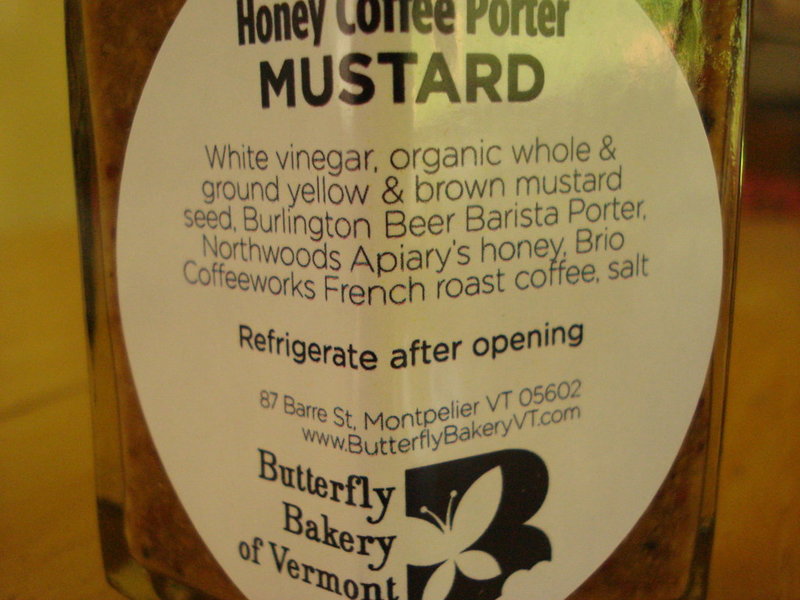 Honey Coffee Porter
MUSTARD
White vinegar, organic whole &
ground yellow & brown mustard
seed, Burlington Beer Barista Porter,
Northwoods Apiary's honey, Brio
Coffeeworks French roast coffee, salt
Refrigerate after opening
87 Barre St, Montpelier VT 05602
www.ButterflyBakeryVT.com
Butterfly
Bakery
of Vermont
B